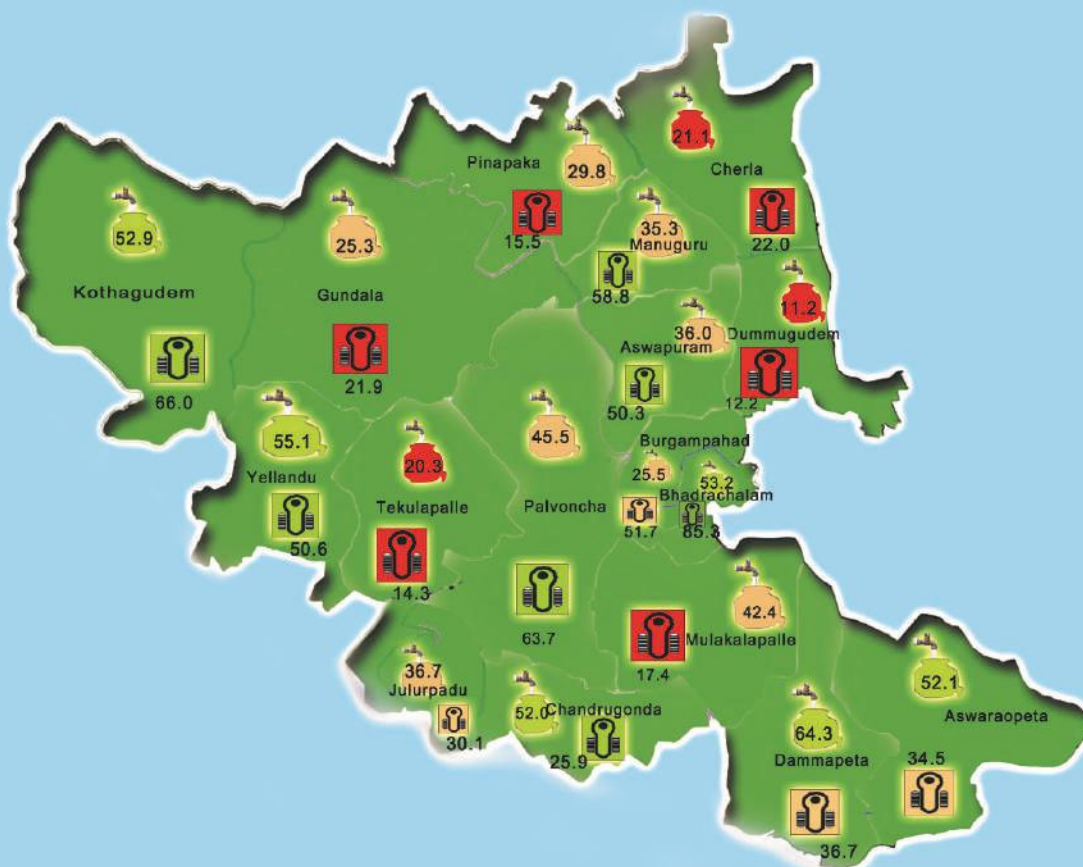 21.1
Cherla
22.0
Pinapaka
29.8
15.5
35.3
Manuguru
58.8
52.9
Kothagudem
66.0
25.3
Gundala
21.9
11.2
Dummugudem
12.2
36.0
Aswapuram
50.3
55.1
Yellandu
50.6
20.3
Tekulapalle
14.3
45.5
Palvoncha
63.7
Burgampahad
25.5
51.7
53.2
Bhadrachalam
85.3
42.4
Mulakalapalle
17.4
36.7
Julurpadu
30.1
52.0
Chandrugonda
25.9
64.3
Dammapeta
36.7
52.1
Aswaraopeta
34.5